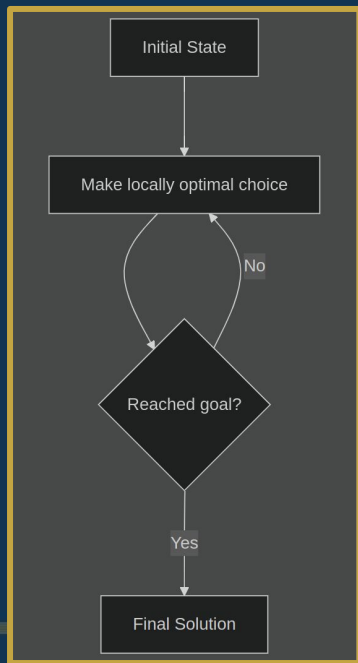 Initial State
Make locally optimal choice
No
Reached goal?
Yes
Final Solution